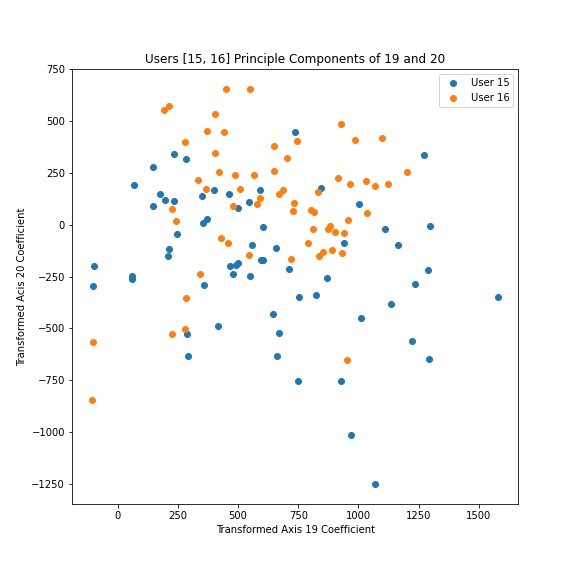 Users [15, 16] Principle Components of 19 and 20
User 15
User 16
Transformed Acis 20 Coefficient
750
500
250
0
−250
−500
−750
−1000
−1250
0 250 500 750 1000 1250 1500
Transformed Axis 19 Coefficient